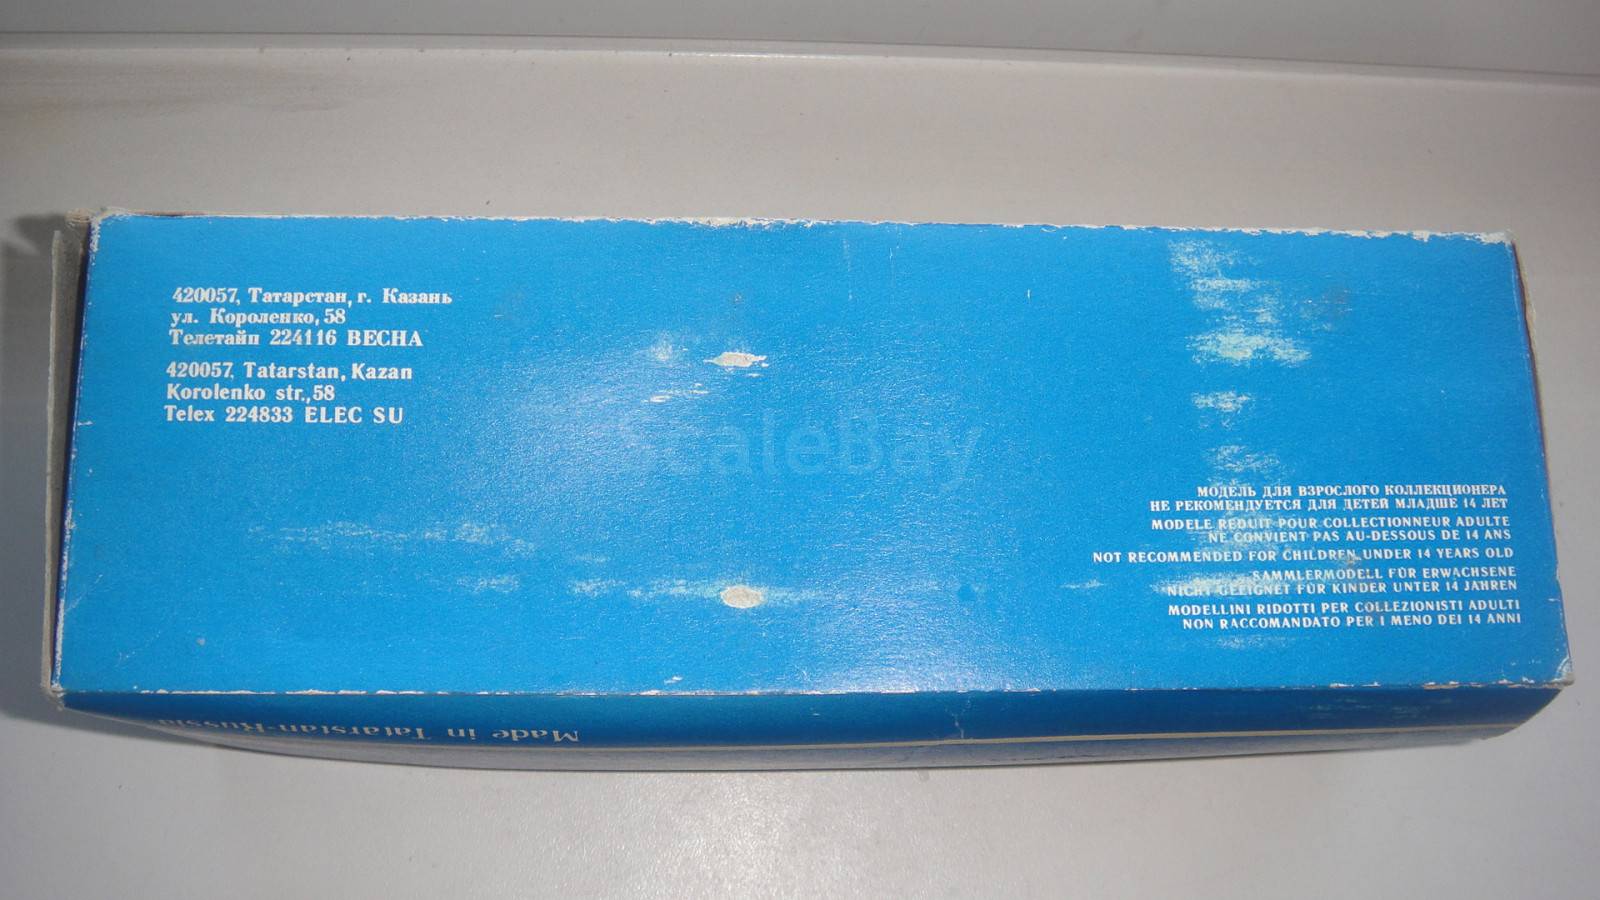 420057, Татарстан, г. Казань
ул. Короленко, 58
Телетайп 224116 ВЕСНА
420057, Tatarstan, Kazan
Korolenko str., 58
Telex 224833 ELEC SU
ScaleBay
МОДЕЛЬ ДЛЯ ВЗРОСЛОГО КОЛЛЕКЦИОНЕРА
НЕ РЕКОМЕНДУЕТСЯ ДЛЯ ДЕТЕЙ МЛАДШЕ 14 ЛЕТ
MODELE REDUIT POUR COLLECTIONNEUR ADULTE
NE CONVIENT PAS AU-DESSOUS DE 14 ANS
NOT RECOMMENDED FOR CHILDREN UNDER 14 YEARS OLD
SAMMLERMODELL FÜR ERWACHSENE
NICHT GEEIGNET FÜR KINDER UNTER 14 JAHREN
MODELLINI RIDOTTI PER COLLEZIONISTI ADULTI
NON RACCOMANDATO PER I MENO DEI 14 ANNI
Made in Tatarstan-Russia